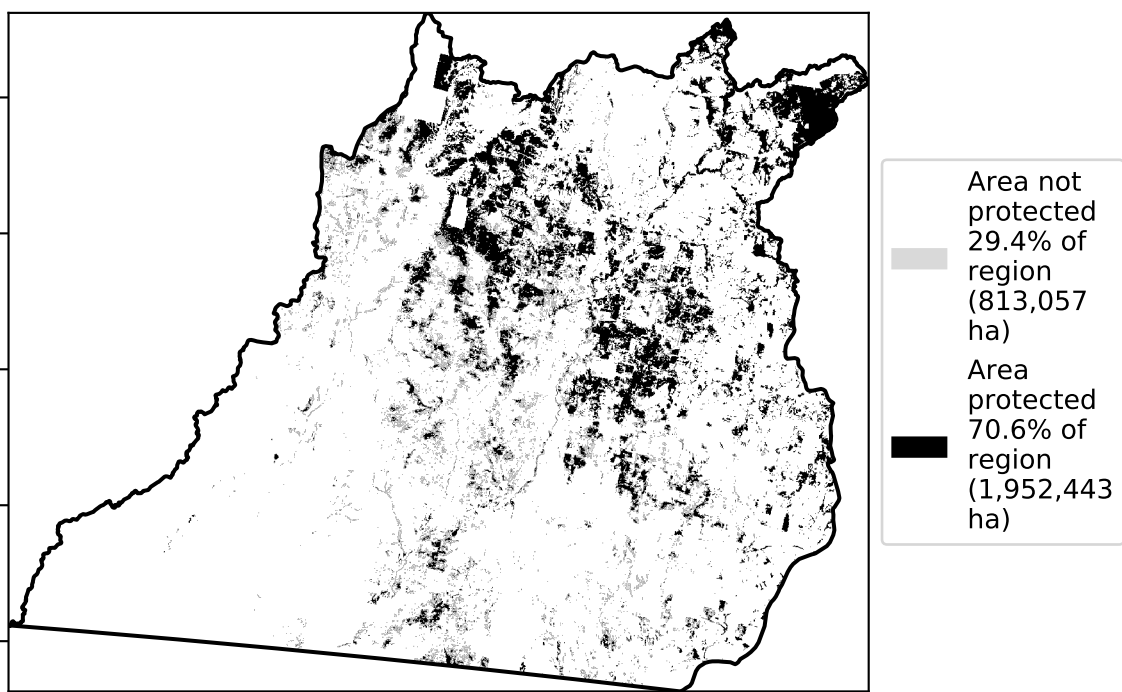 Area not
protected
29.4% of
region
(813,057
ha)
Area
protected
70.6% of
region
(1,952,443
ha)